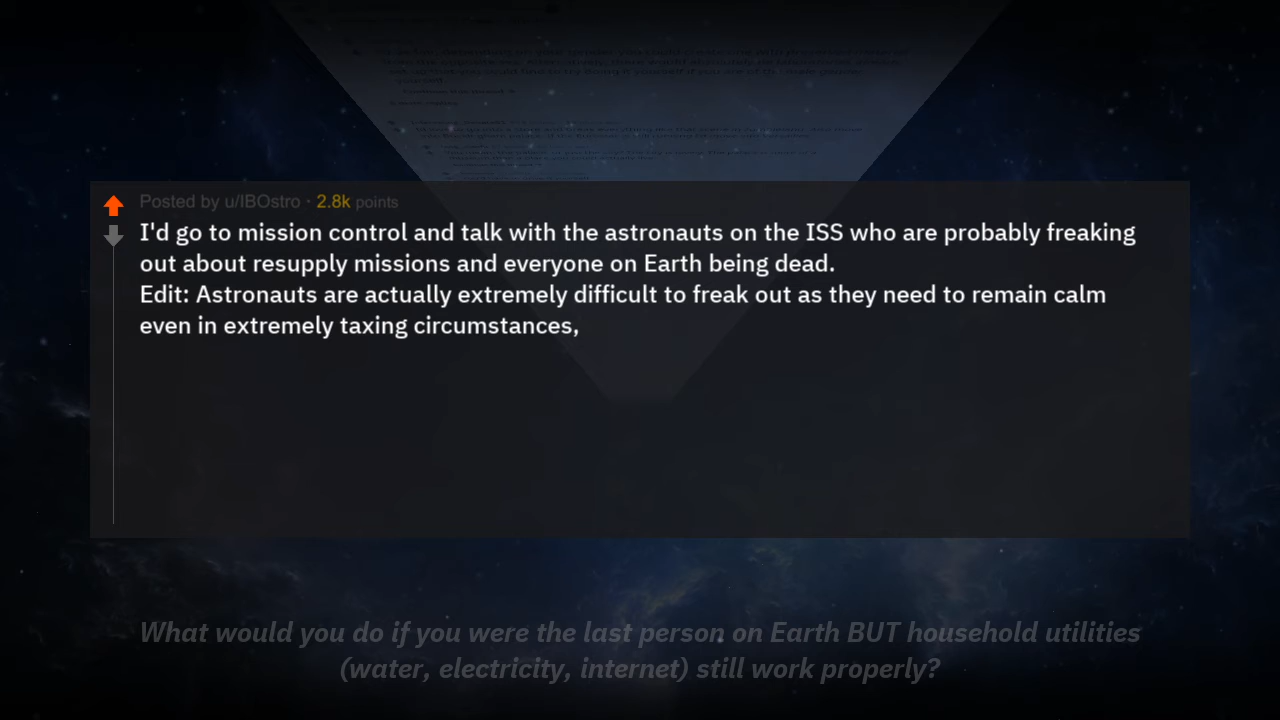 Posted by u/IBOstro · 2.8k points
I'd go to mission control and talk with the astronauts on the ISS who are probably freaking
out about resupply missions and everyone on Earth being dead.
Edit: Astronauts are actually extremely difficult to freak out as they need to remain calm
even in extremely taxing circumstances,
What would you do if you were the last person on Earth BUT household utilities
(water, electricity, internet) still work properly?